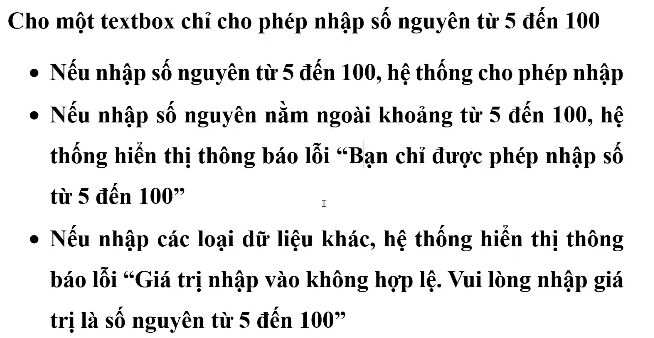 Cho một textbox chỉ cho phép nhập số nguyên từ 5 đến 100
• Nếu nhập số nguyên từ 5 đến 100, hệ thống cho phép nhập
• Nếu nhập số nguyên nằm ngoài khoảng từ 5 đến 100, hệ
thống hiển thị thông báo lỗi “Bạn chỉ được phép nhập số
từ 5 đến 100”
• Nếu nhập các loại dữ liệu khác, hệ thống hiển thị thông
báo lỗi “Giá trị nhập vào không hợp lệ. Vui lòng nhập giá
trị là số nguyên từ 5 đến 100”